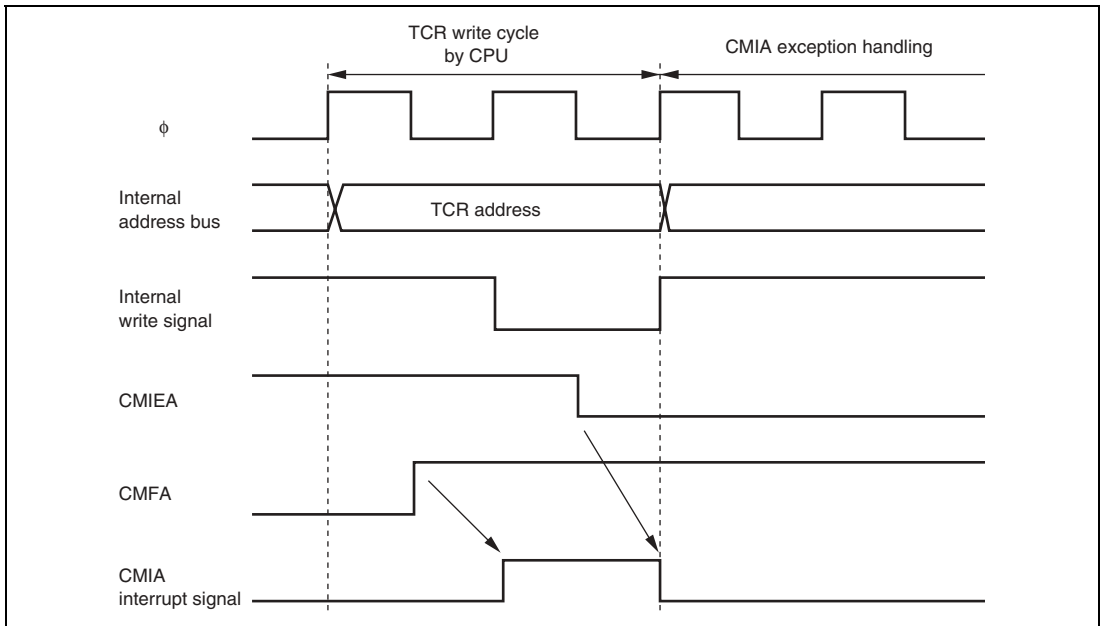 TCR write cycle
by CPU
CMIA exception handling
ϕ
Internal
address bus
TCR address
Internal
write signal
CMIEA
CMFA
CMIA
interrupt signal